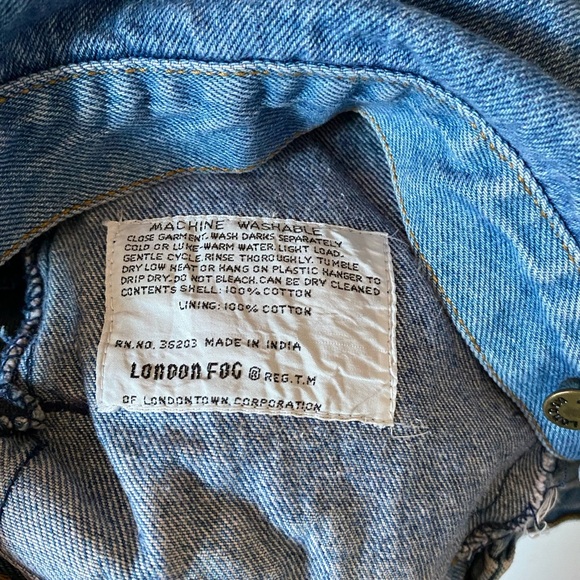 MACHINE WASHABLE
CLOSE GARMENT. WASH DARKS SEPARATELY
COLD OR LUKE-WARM WATER. LIGHT LOAD.
GENTLE CYCLE. RINSE THOROUGHLY. TUMBLE
DRY LOW HEAT OR HANG ON PLASTIC HANGER TO
DRIP DRY. DO NOT BLEACH. CAN BE DRY CLEANED
CONTENTS SHELL: 100% COTTON
LINING: 100% COTTON
RN.NO. 36203 MADE IN INDIA
LONDON FOG ® REG.T.M
OF LONDONTOWN CORPORATION